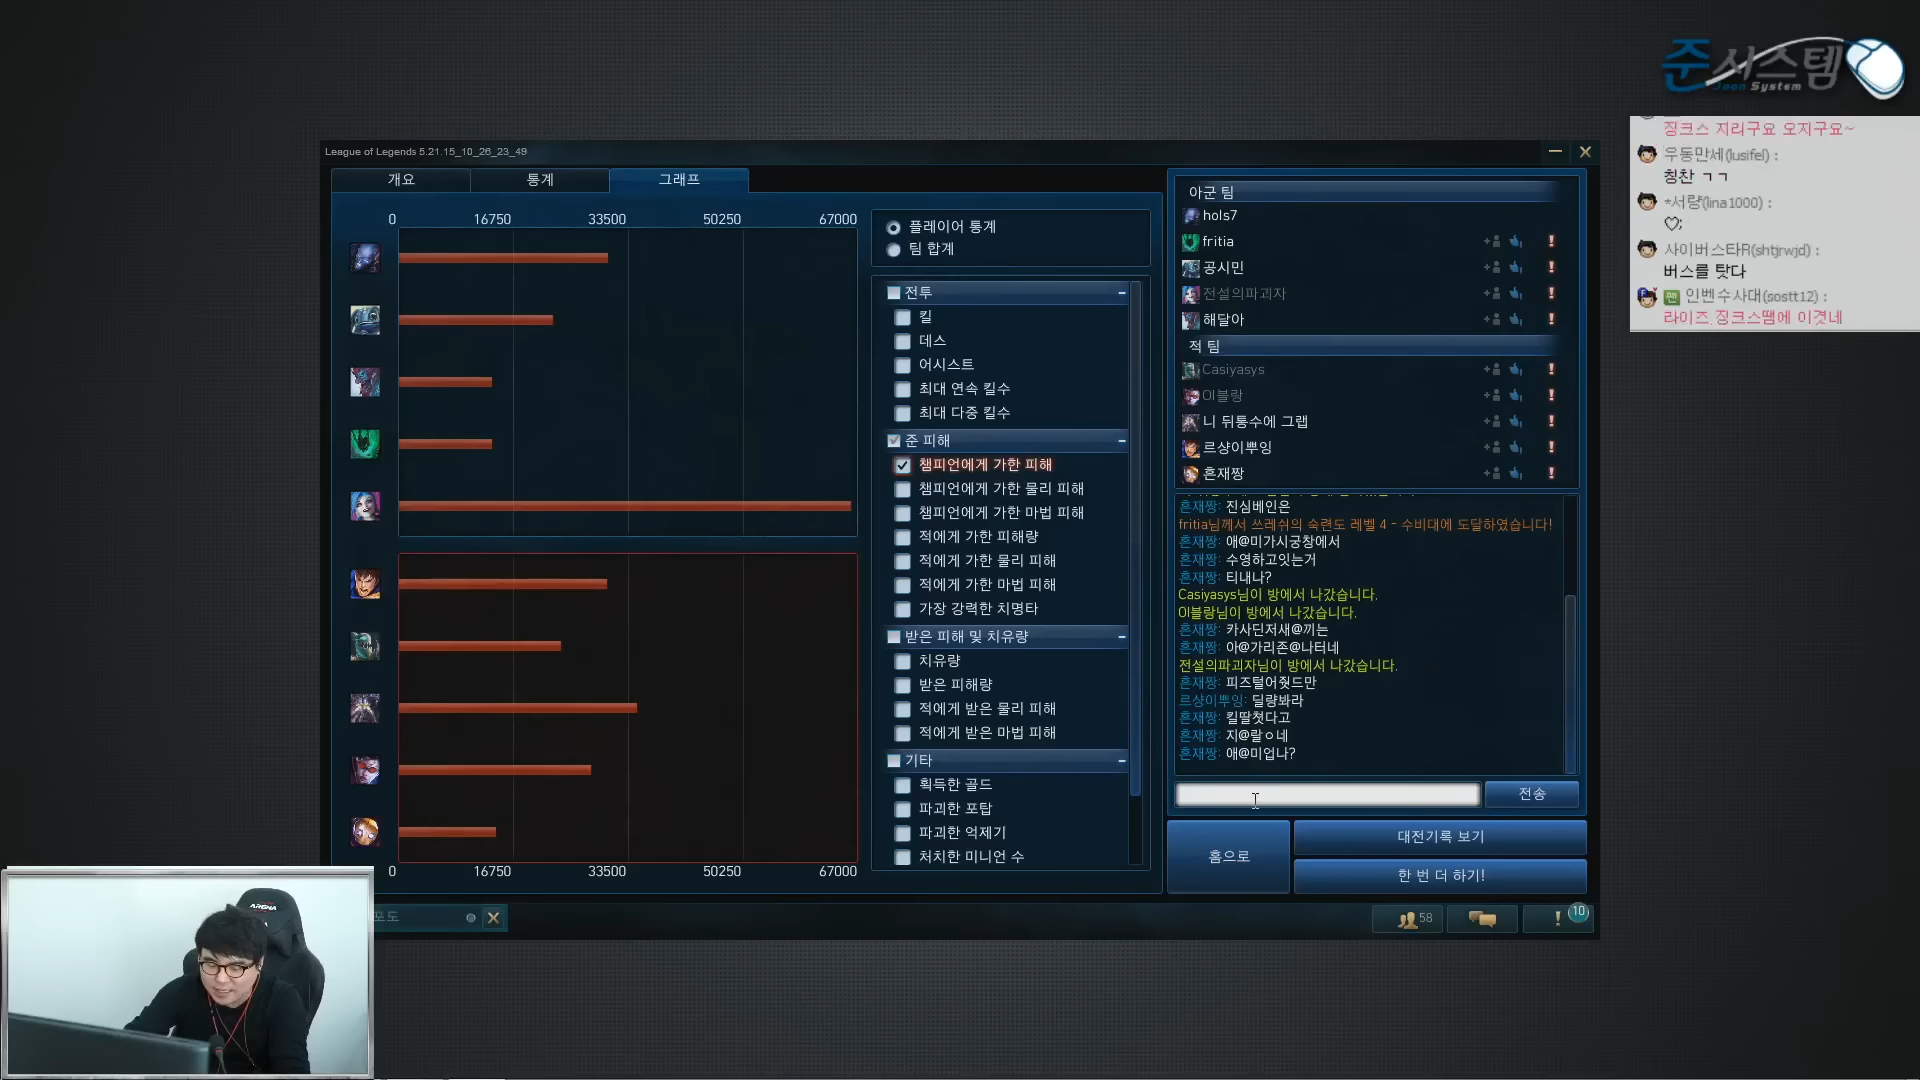 준시스템
Joon System
징크스 지리구요 오지구요~
우동만세(lusifel) :
칭찬 ㄱㄱ
*서량(lina1000) :
♡;
사이버스타R(shtjrwjd) :
버스를 탓다
인벤수사대(sostt12) :
라이즈 징크스땜에 이겻네
League of Legends 5.21.15_10_26_23_49
개요
통계
그래프
0 16750 33500 50250 67000
0 16750 33500 50250 67000
플레이어 통계
팀 합계
전투
킬
데스
어시스트
최대 연속 킬수
최대 다중 킬수
준 피해
챔피언에게 가한 피해
챔피언에게 가한 물리 피해
챔피언에게 가한 마법 피해
적에게 가한 피해량
적에게 가한 물리 피해
적에게 가한 마법 피해
가장 강력한 치명타
받은 피해 및 치유량
치유량
받은 피해량
적에게 받은 물리 피해
적에게 받은 마법 피해
기타
획득한 골드
파괴한 포탑
파괴한 억제기
처치한 미니언 수
아군 팀
hols7
fritia
공시민
전설의파괴자
해달아
적 팀
Casiyasys
OI블랑
니 뒤통수에 그랩
르샹이뿌잉
흔재짱
흔재짱: 진심베인은
fritia님께서 쓰레쉬의 숙련도 레벨 4 - 수비대에 도달하였습니다!
흔재짱: 애@미가시궁창에서
흔재짱: 수영하고잇는거
흔재짱: 티내나?
Casiyasys님이 방에서 나갔습니다.
OI블랑님이 방에서 나갔습니다.
흔재짱: 카사딘저새@끼는
흔재짱: 아@가리존@나터네
전설의파괴자님이 방에서 나갔습니다.
흔재짱: 피즈털어줫드만
르샹이뿌잉: 딜량봐라
흔재짱: 킬딸첫다고
흔재짱: 지@랄ㅇ네
흔재짱: 애@미업나?
전송
홈으로
대전기록 보기
한 번 더 하기!
포도
58
10
ARENA